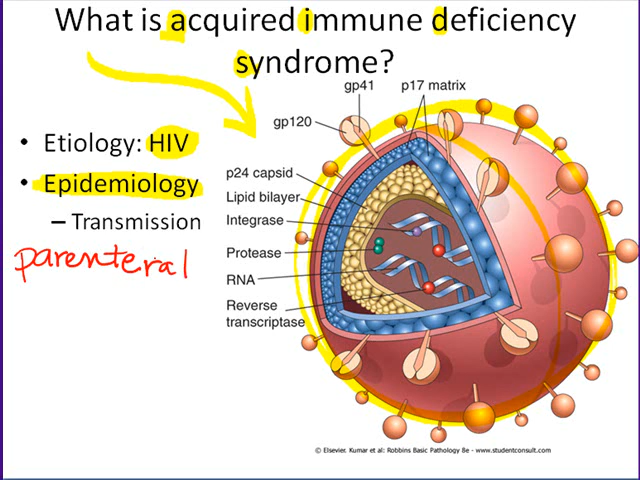 What is acquired immune deficiency
syndrome?
• Etiology: HIV
• Epidemiology
– Transmission
parenteral
gp41
p17 matrix
gp120
p24 capsid
Lipid bilayer
Integrase
Protease
RNA
Reverse
transcriptase
© Elsevier. Kumar et al: Robbins Basic Pathology 8e - www.studentconsult.com